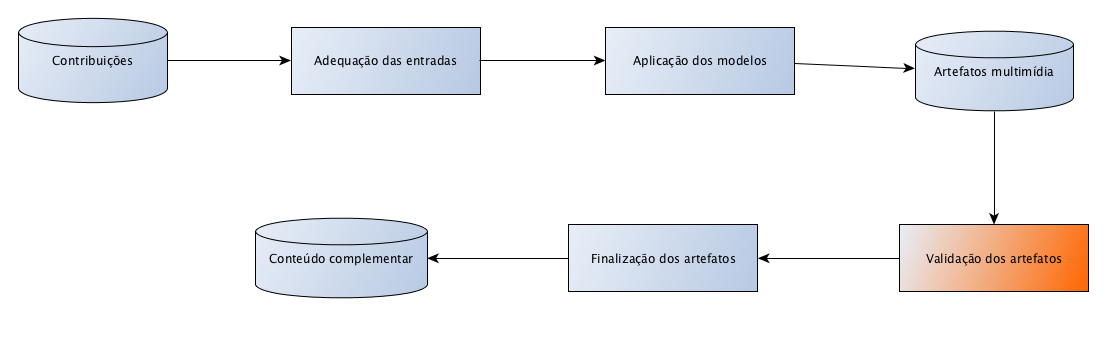 Contribuições
Adequação das entradas
Aplicação dos modelos
Artefatos multimídia
Conteúdo complementar
Finalização dos artefatos
Validação dos artefatos